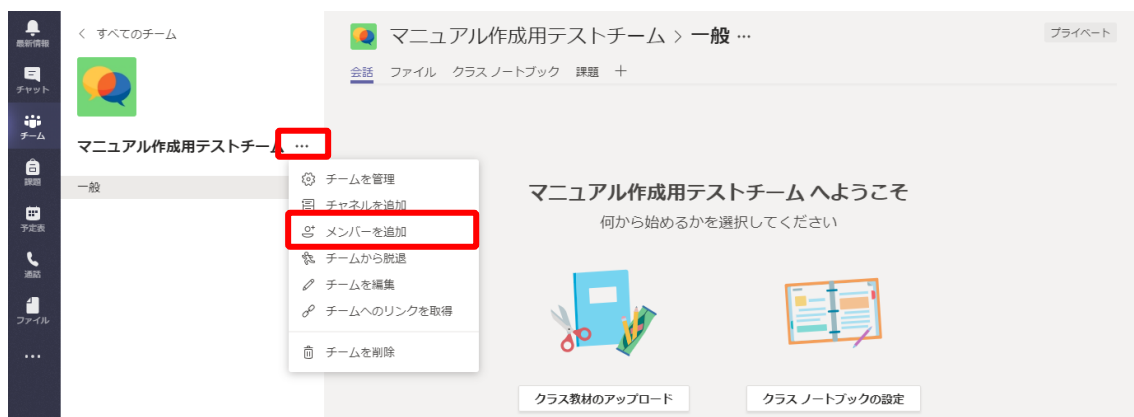 最新情報
チャット
チーム
課題
予定表
通話
ファイル
…
< すべてのチーム
マニュアル作成用テストチーム …
一般
チームを管理
チャネルを追加
メンバーを追加
チームから脱退
チームを編集
チームへのリンクを取得
チームを削除
マニュアル作成用テストチーム > 一般 …
プライベート
会話 ファイル クラス ノートブック 課題 +
マニュアル作成用テストチーム へようこそ
何から始めるかを選択してください
クラス教材のアップロード
クラス ノートブックの設定